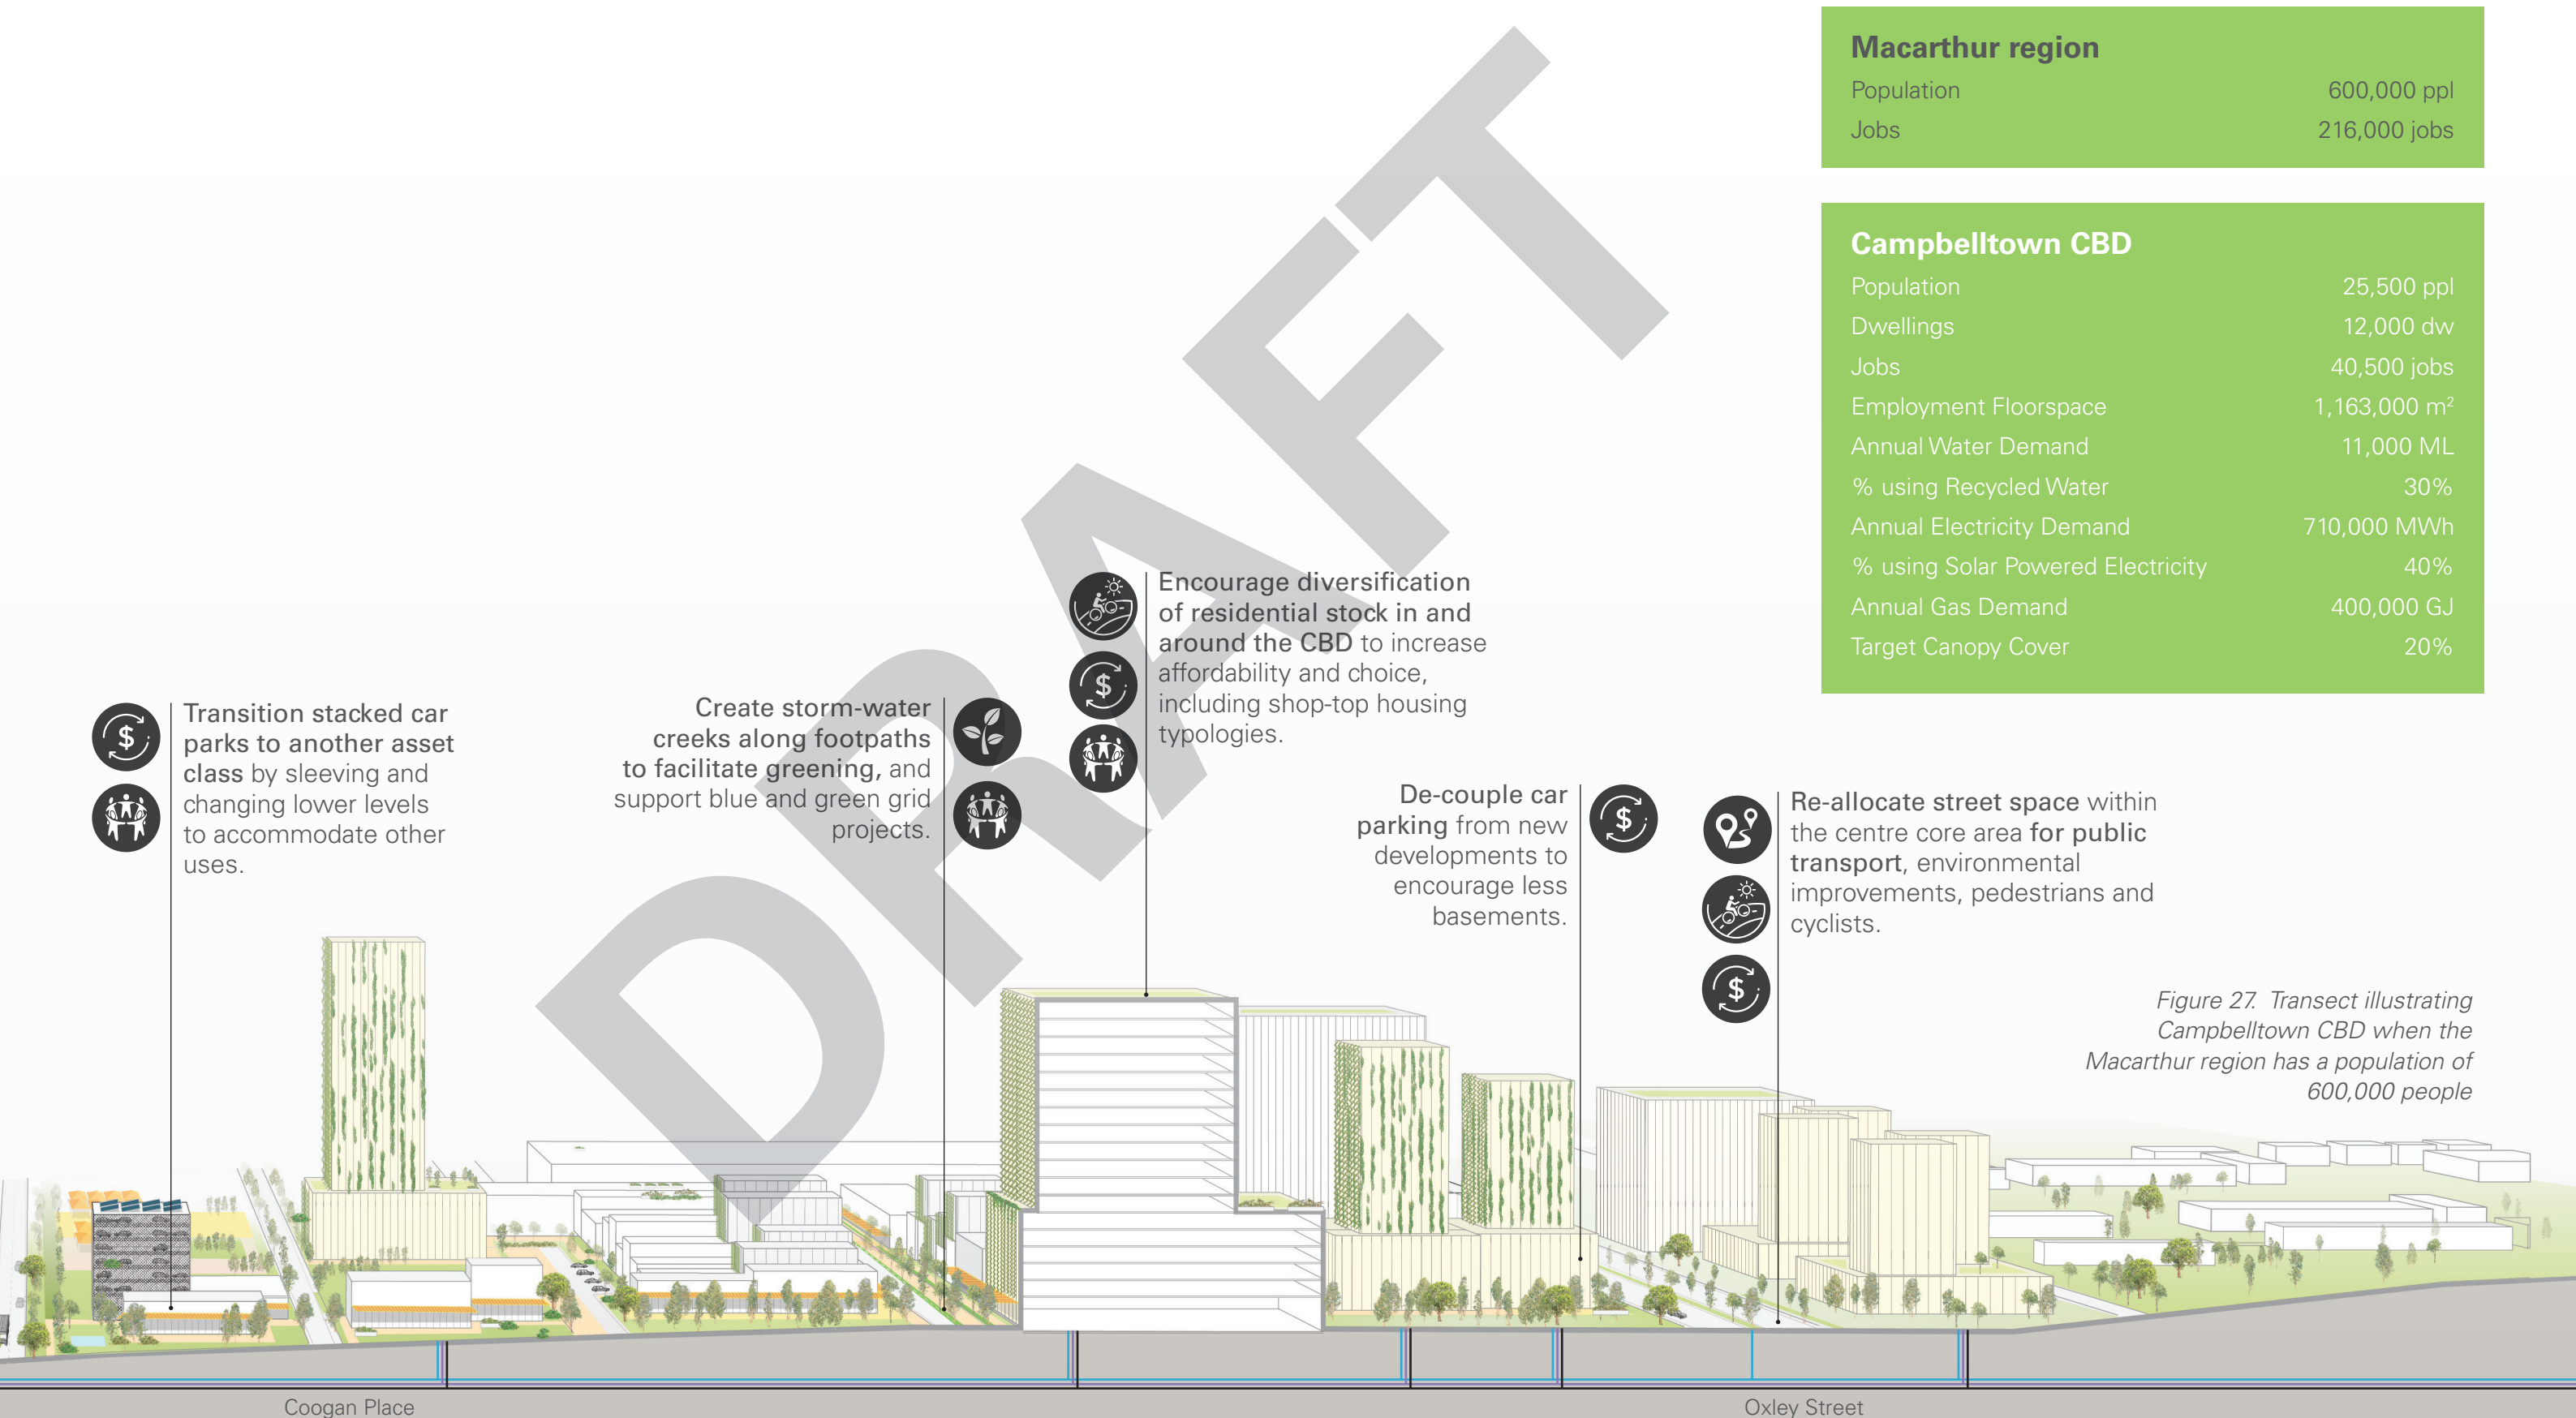 Macarthur region
Population 600,000 ppl
Jobs 216,000 jobs
Campbelltown CBD
Population 25,500 ppl
Dwellings 12,000 dw
Jobs 40,500 jobs
Employment Floorspace 1,163,000 m²
Annual Water Demand 11,000 ML
% using Recycled Water 30%
Annual Electricity Demand 710,000 MWh
% using Solar Powered Electricity 40%
Annual Gas Demand 400,000 GJ
Target Canopy Cover 20%
DRAFT
Transition stacked car
parks to another asset
class by sleeving and
changing lower levels
to accommodate other
uses.
Create storm-water
creeks along footpaths
to facilitate greening, and
support blue and green grid
projects.
Encourage diversification
of residential stock in and
around the CBD to increase
affordability and choice,
including shop-top housing
typologies.
De-couple car
parking from new
developments to
encourage less
basements.
Re-allocate street space within
the centre core area for public
transport, environmental
improvements, pedestrians and
cyclists.
Figure 27. Transect illustrating
Campbelltown CBD when the
Macarthur region has a population of
600,000 people
Coogan Place
Oxley Street